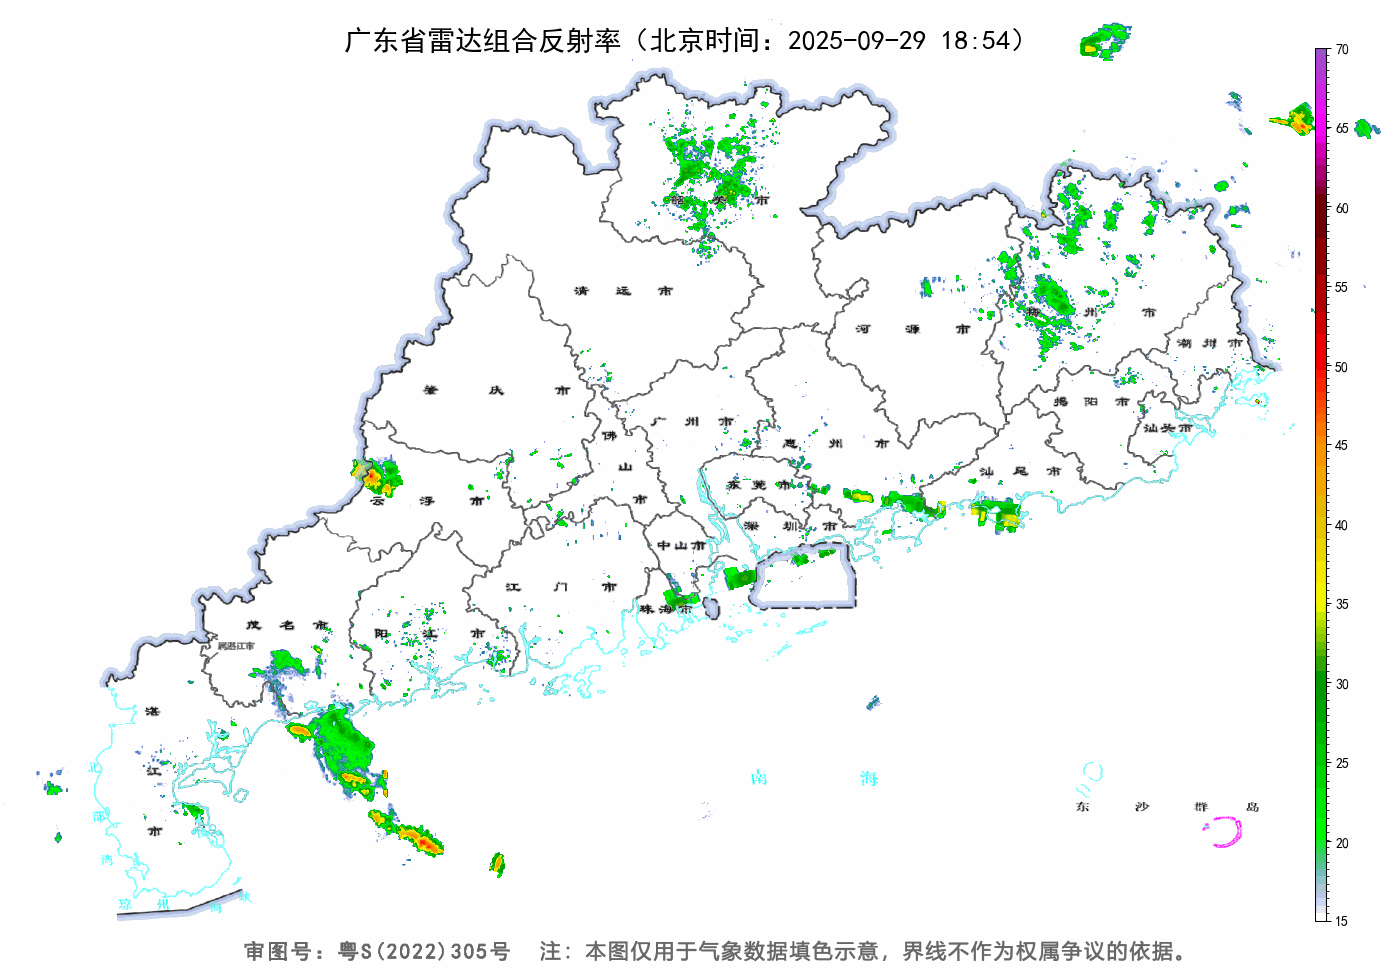 广东省雷达组合反射率（北京时间：2025-09-29 18:54）
70
65
60
55
50
45
40
35
30
25
20
15
韶 关 市
清 远 市
河 源 市
梅 州 市
潮 州 市
肇 庆 市
广 州 市
佛 山 市
惠 州 市
揭 阳 市
汕头市
云 浮 市
东 莞 市
汕 尾 市
深 圳 市
中山市
江 门 市
珠海市
茂 名 市
属湛江市
阳 江 市
湛 江 市
北 部 湾
南 海
东 沙 群 岛
琼 州 海 峡
审图号：粤S(2022)305号 注：本图仅用于气象数据填色示意，界线不作为权属争议的依据。